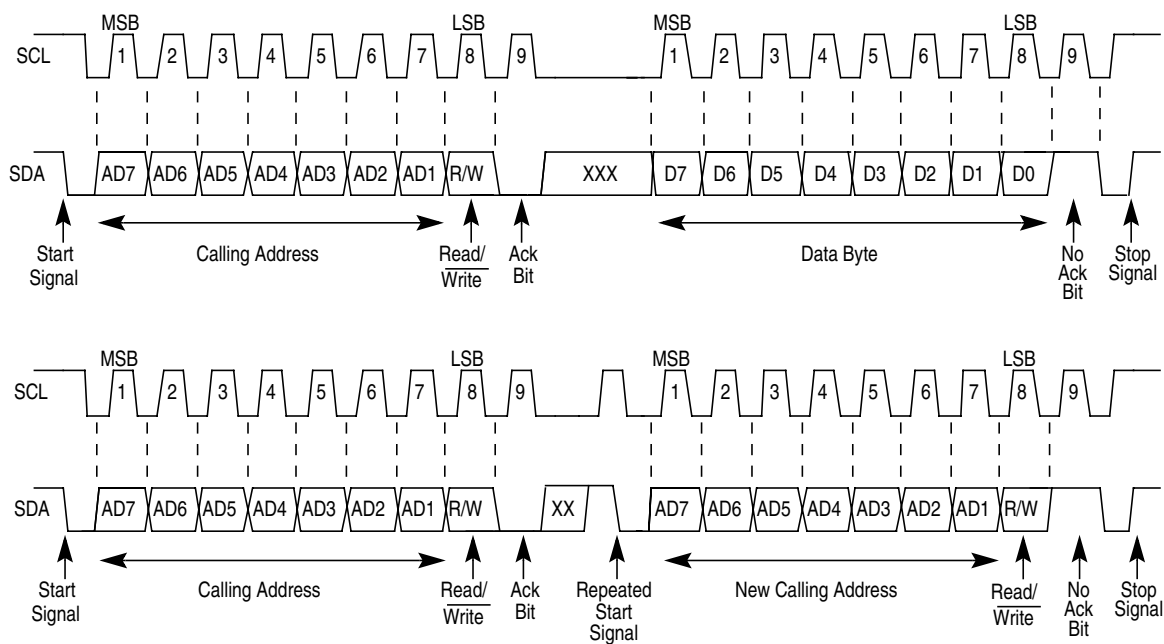 MSB LSB MSB LSB
SCL 1 2 3 4 5 6 7 8 9 1 2 3 4 5 6 7 8 9
SDA AD7 AD6 AD5 AD4 AD3 AD2 AD1 R/W XXX D7 D6 D5 D4 D3 D2 D1 D0
Start Calling Address Read/ Ack Data Byte No Stop
Signal Write Bit Ack Signal
Bit
MSB LSB MSB LSB
SCL 1 2 3 4 5 6 7 8 9 1 2 3 4 5 6 7 8 9
SDA AD7 AD6 AD5 AD4 AD3 AD2 AD1 R/W XX AD7 AD6 AD5 AD4 AD3 AD2 AD1 R/W
Start Calling Address Read/ Ack Repeated New Calling Address Read/ No Stop
Signal Write Bit Start Write Ack Signal
Signal Bit